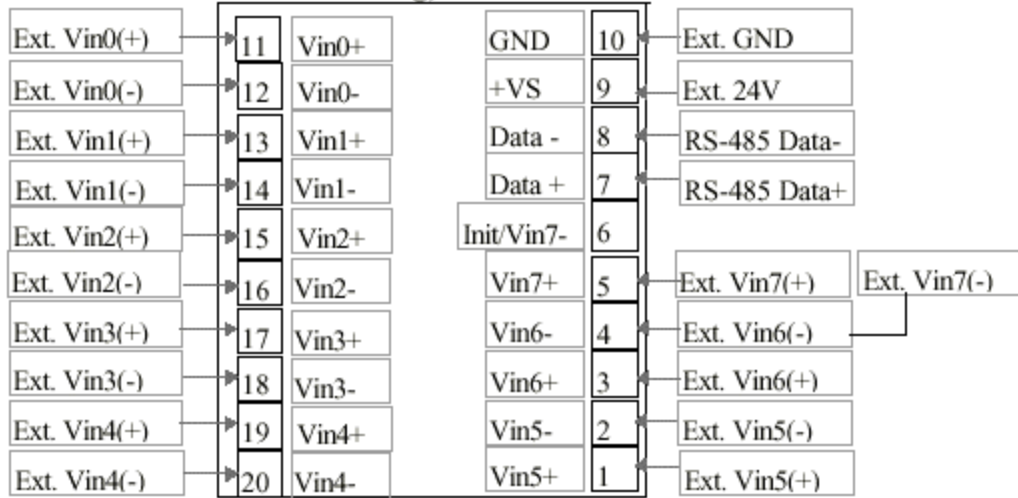 Ext. Vin0(+) 11 Vin0+ GND 10 Ext. GND
Ext. Vin0(-) 12 Vin0- +VS 9 Ext. 24V
Ext. Vin1(+) 13 Vin1+ Data - 8 RS-485 Data-
Ext. Vin1(-) 14 Vin1- Data + 7 RS-485 Data+
Ext. Vin2(+) 15 Vin2+ Init/Vin7- 6
Ext. Vin2(-) 16 Vin2- Vin7+ 5 Ext. Vin7(+) Ext. Vin7(-)
Ext. Vin3(+) 17 Vin3+ Vin6- 4 Ext. Vin6(-)
Ext. Vin3(-) 18 Vin3- Vin6+ 3 Ext. Vin6(+)
Ext. Vin4(+) 19 Vin4+ Vin5- 2 Ext. Vin5(-)
Ext. Vin4(-) 20 Vin4- Vin5+ 1 Ext. Vin5(+)